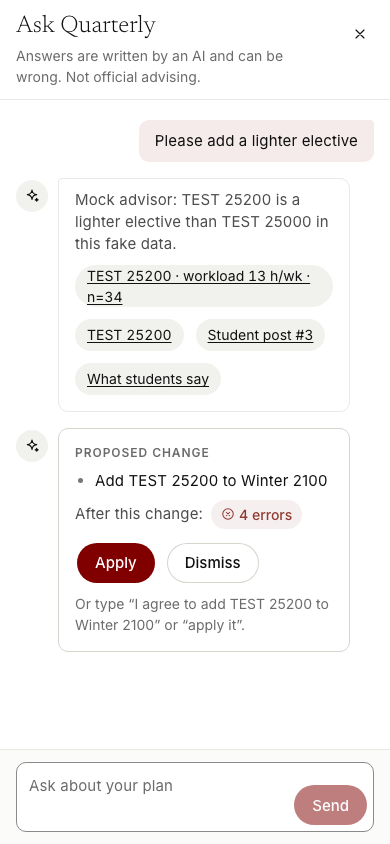 Ask Quarterly
Answers are written by an AI and can be
wrong. Not official advising.
Please add a lighter elective
Mock advisor: TEST 25200 is a
lighter elective than TEST 25000 in
this fake data.
TEST 25200 · workload 13 h/wk ·
n=34
TEST 25200 Student post #3
What students say
PROPOSED CHANGE
• Add TEST 25200 to Winter 2100
After this change: 4 errors
Apply Dismiss
Or type “I agree to add TEST 25200 to
Winter 2100” or “apply it”.
Ask about your plan
Send